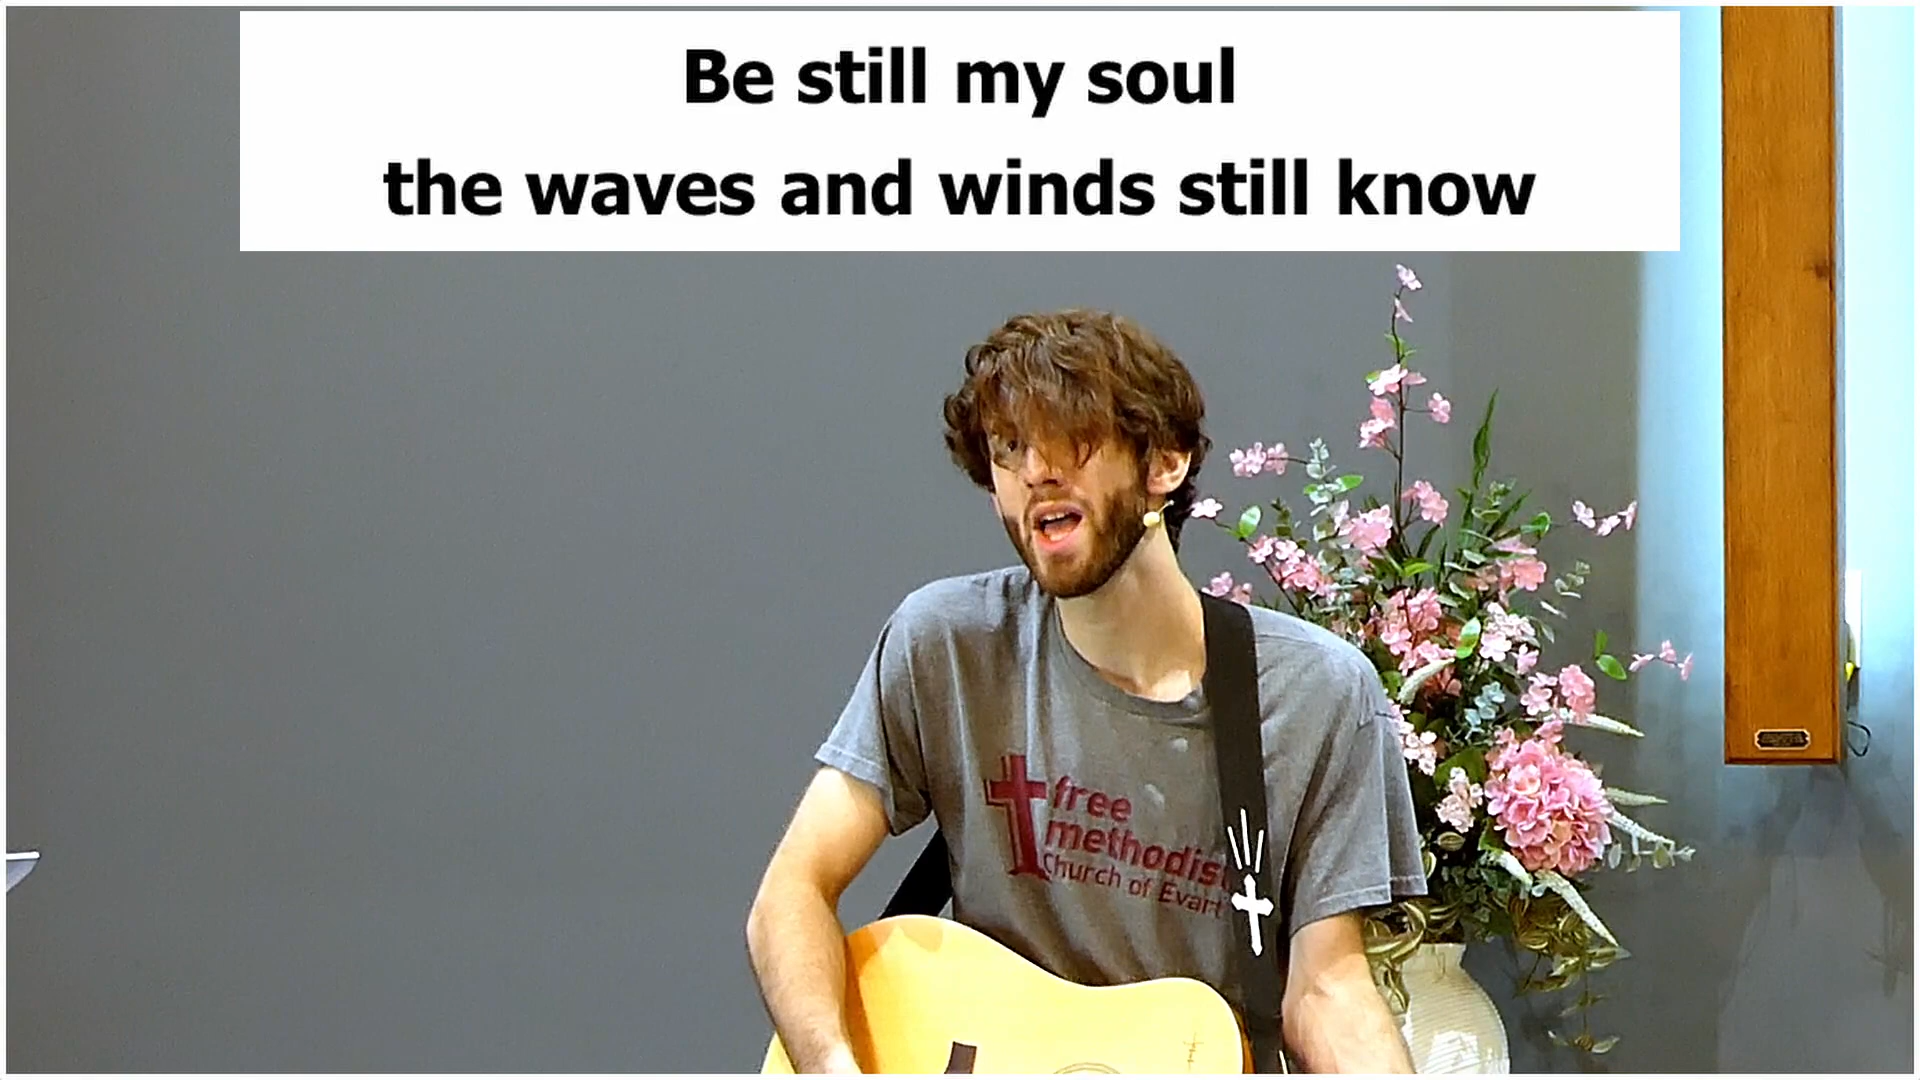 Be still my soul
the waves and winds still know
free
methodist
Church of Evart